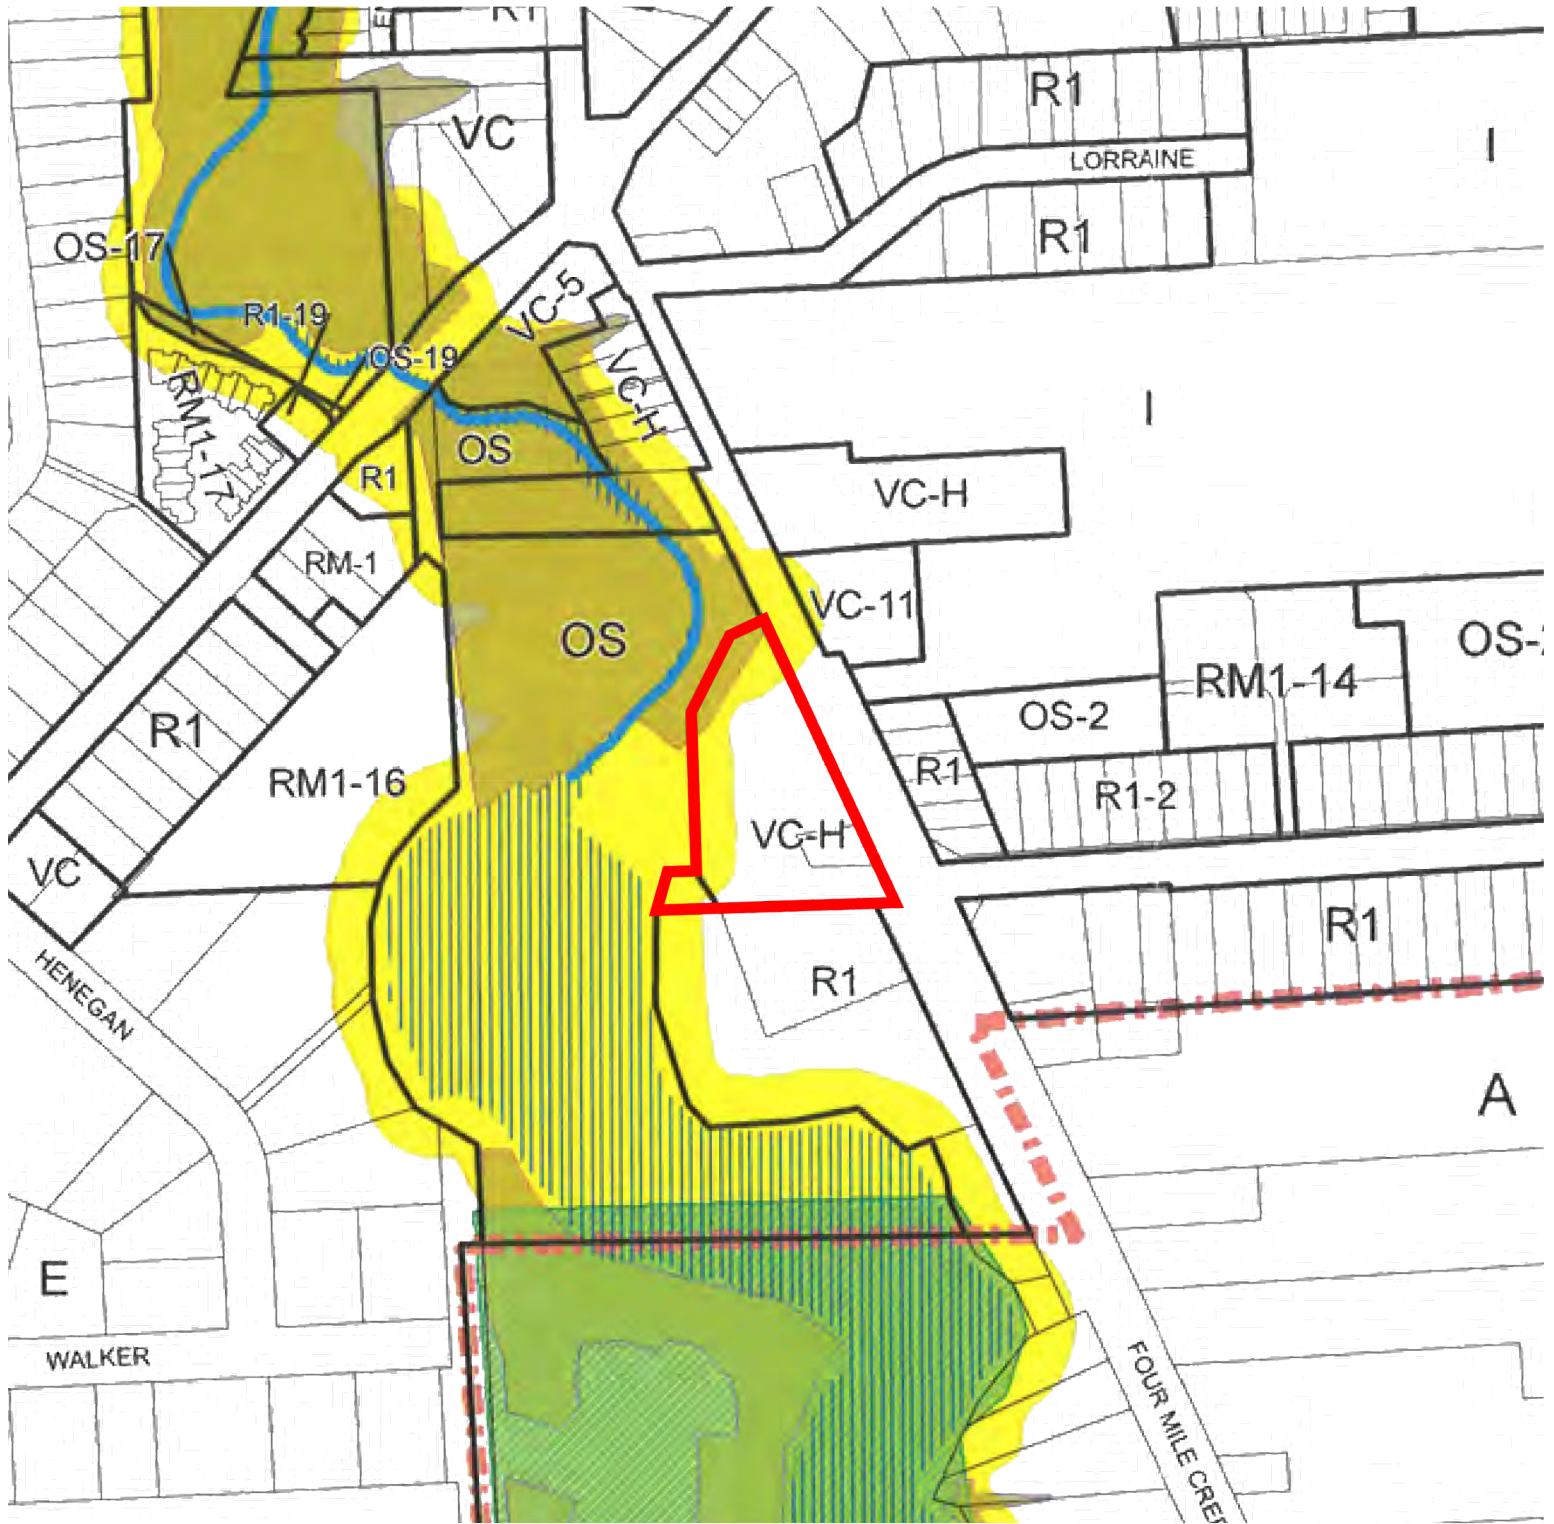 R1
R1
VC
LORRAINE
I
R1
OS-17
VC-5
R1-19
OS-19
VC-H
RM1-17
I
OS
R1
VC-H
RM-1
VC-11
OS
RM1-14
R1
OS-2
RM1-16
R1
R1-2
VC-H
VC
R1
R1
HENEGAN
A
E
WALKER
FOUR MILE